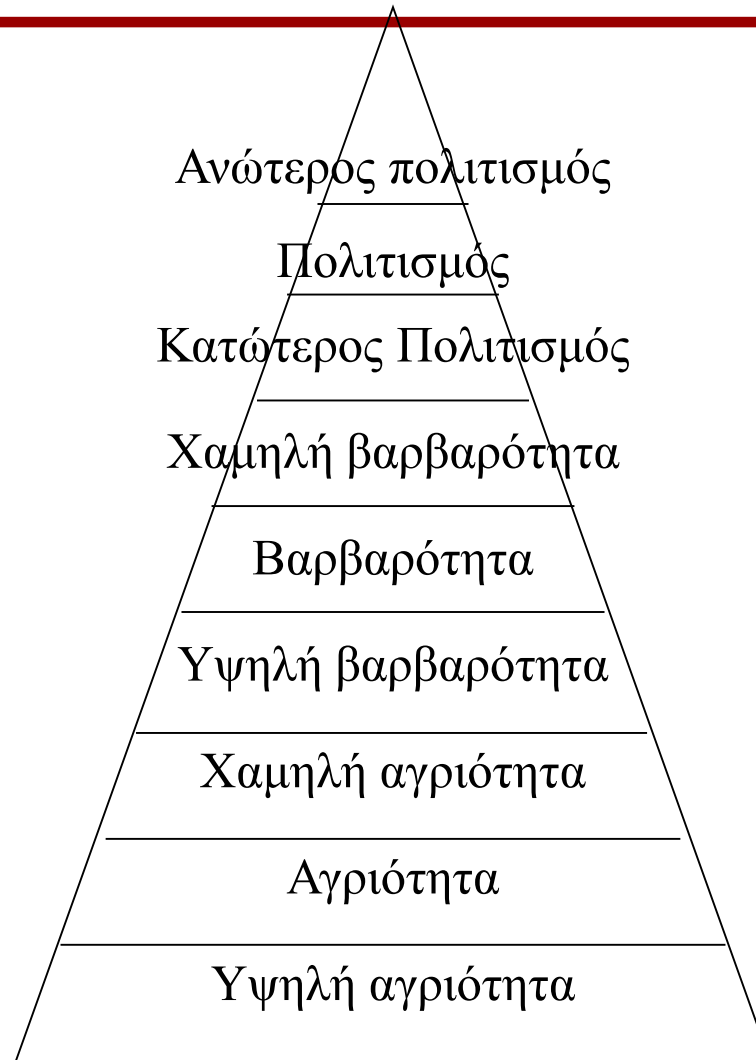 Ανώτερος πολιτισμός
Πολιτισμός
Κατώτερος Πολιτισμός
Χαμηλή βαρβαρότητα
Βαρβαρότητα
Υψηλή βαρβαρότητα
Χαμηλή αγριότητα
Αγριότητα
Υψηλή αγριότητα